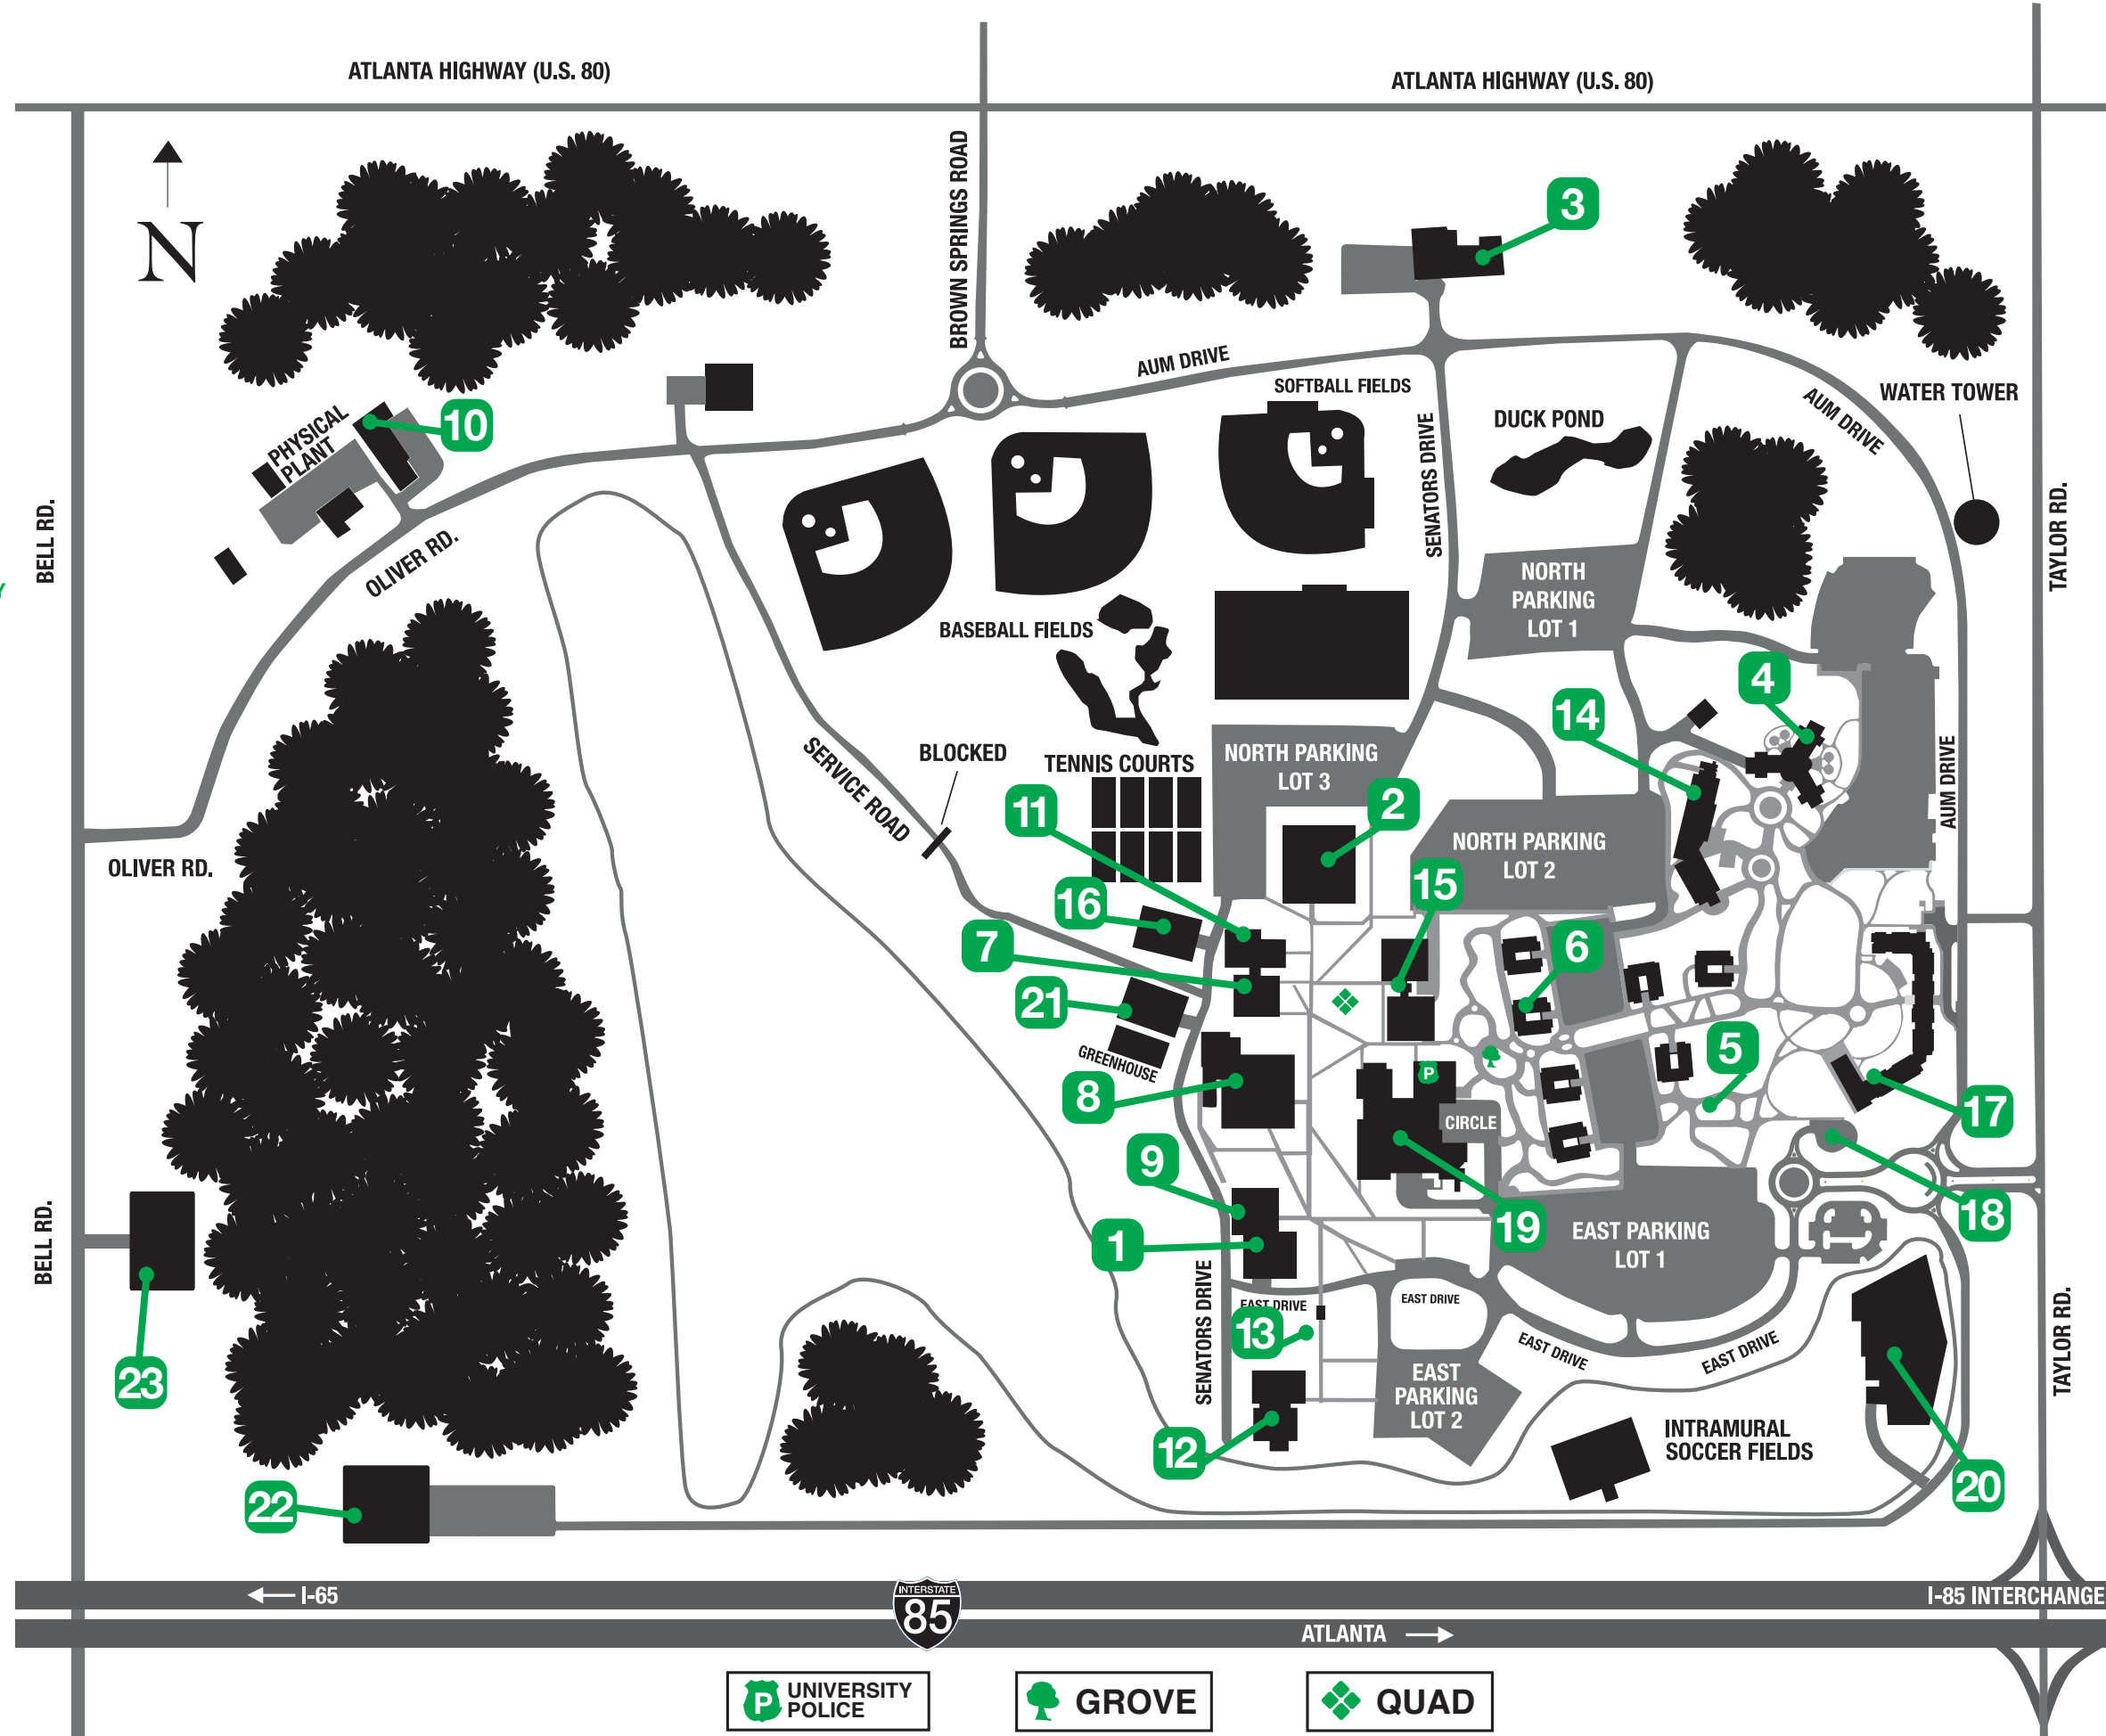 ATLANTA HIGHWAY (U.S. 80)
ATLANTA HIGHWAY (U.S. 80)
N
BROWN SPRINGS ROAD
3
AUM DRIVE
SOFTBALL FIELDS
SENATORS DRIVE
DUCK POND
AUM DRIVE
WATER TOWER
PHYSICAL
PLANT
10
BELL RD.
OLIVER RD.
TAYLOR RD.
Y
NORTH
PARKING
LOT 1
BASEBALL FIELDS
4
14
SERVICE ROAD
BLOCKED
TENNIS COURTS
NORTH PARKING
LOT 3
AUM DRIVE
11
2
NORTH PARKING
LOT 2
OLIVER RD.
15
16
7
6
21
GREENHOUSE
5
8
P
CIRCLE
17
9
18
19
1
EAST PARKING
LOT 1
BELL RD.
SENATORS DRIVE
EAST DRIVE
EAST DRIVE
13
EAST DRIVE
EAST DRIVE
TAYLOR RD.
23
EAST
PARKING
LOT 2
12
INTRAMURAL
SOCCER FIELDS
20
22
I-65
INTERSTATE
85
I-85 INTERCHANGE
ATLANTA
P
UNIVERSITY
POLICE
GROVE
QUAD